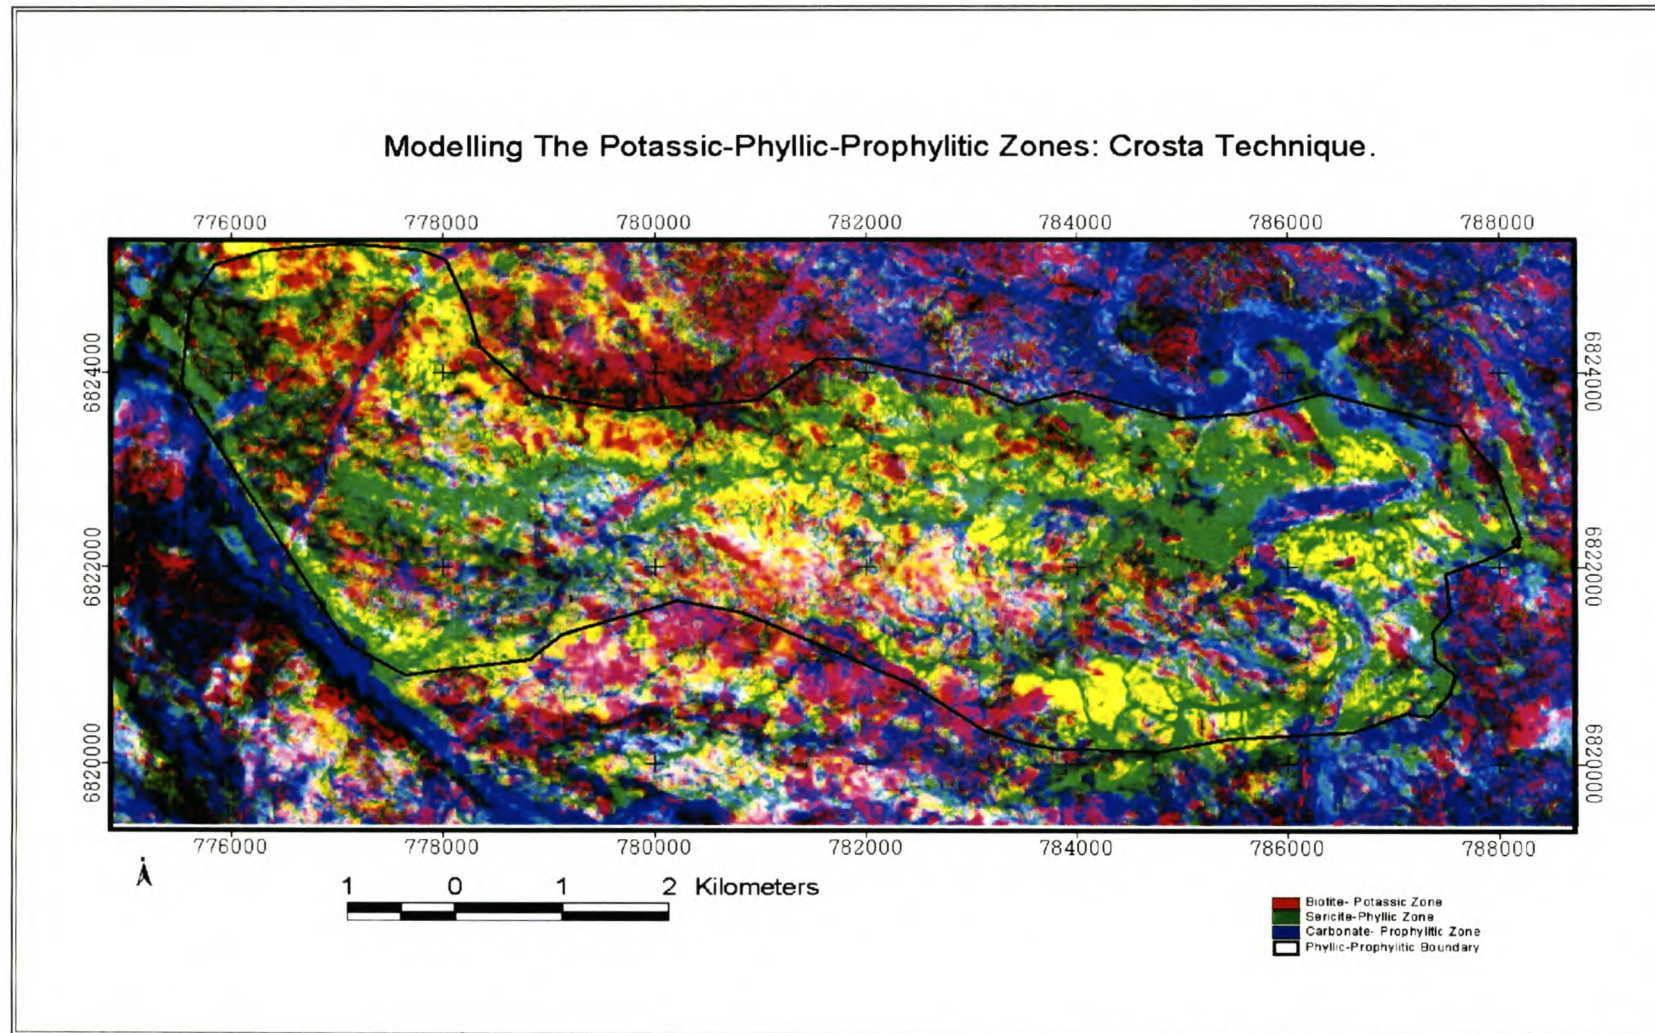 Modelling The Potassic-Phyllic-Prophylitic Zones: Crosta Technique.
776000 778000 780000 782000 784000 786000 788000
6824000 6824000
6822000 6822000
6820000 6820000
776000 778000 780000 782000 784000 786000 788000
1 0 1 2 Kilometers
Biotite- Potassic Zone
Sericite-Phyllic Zone
Carbonate- Prophylitic Zone
Phyllic-Prophylitic Boundary